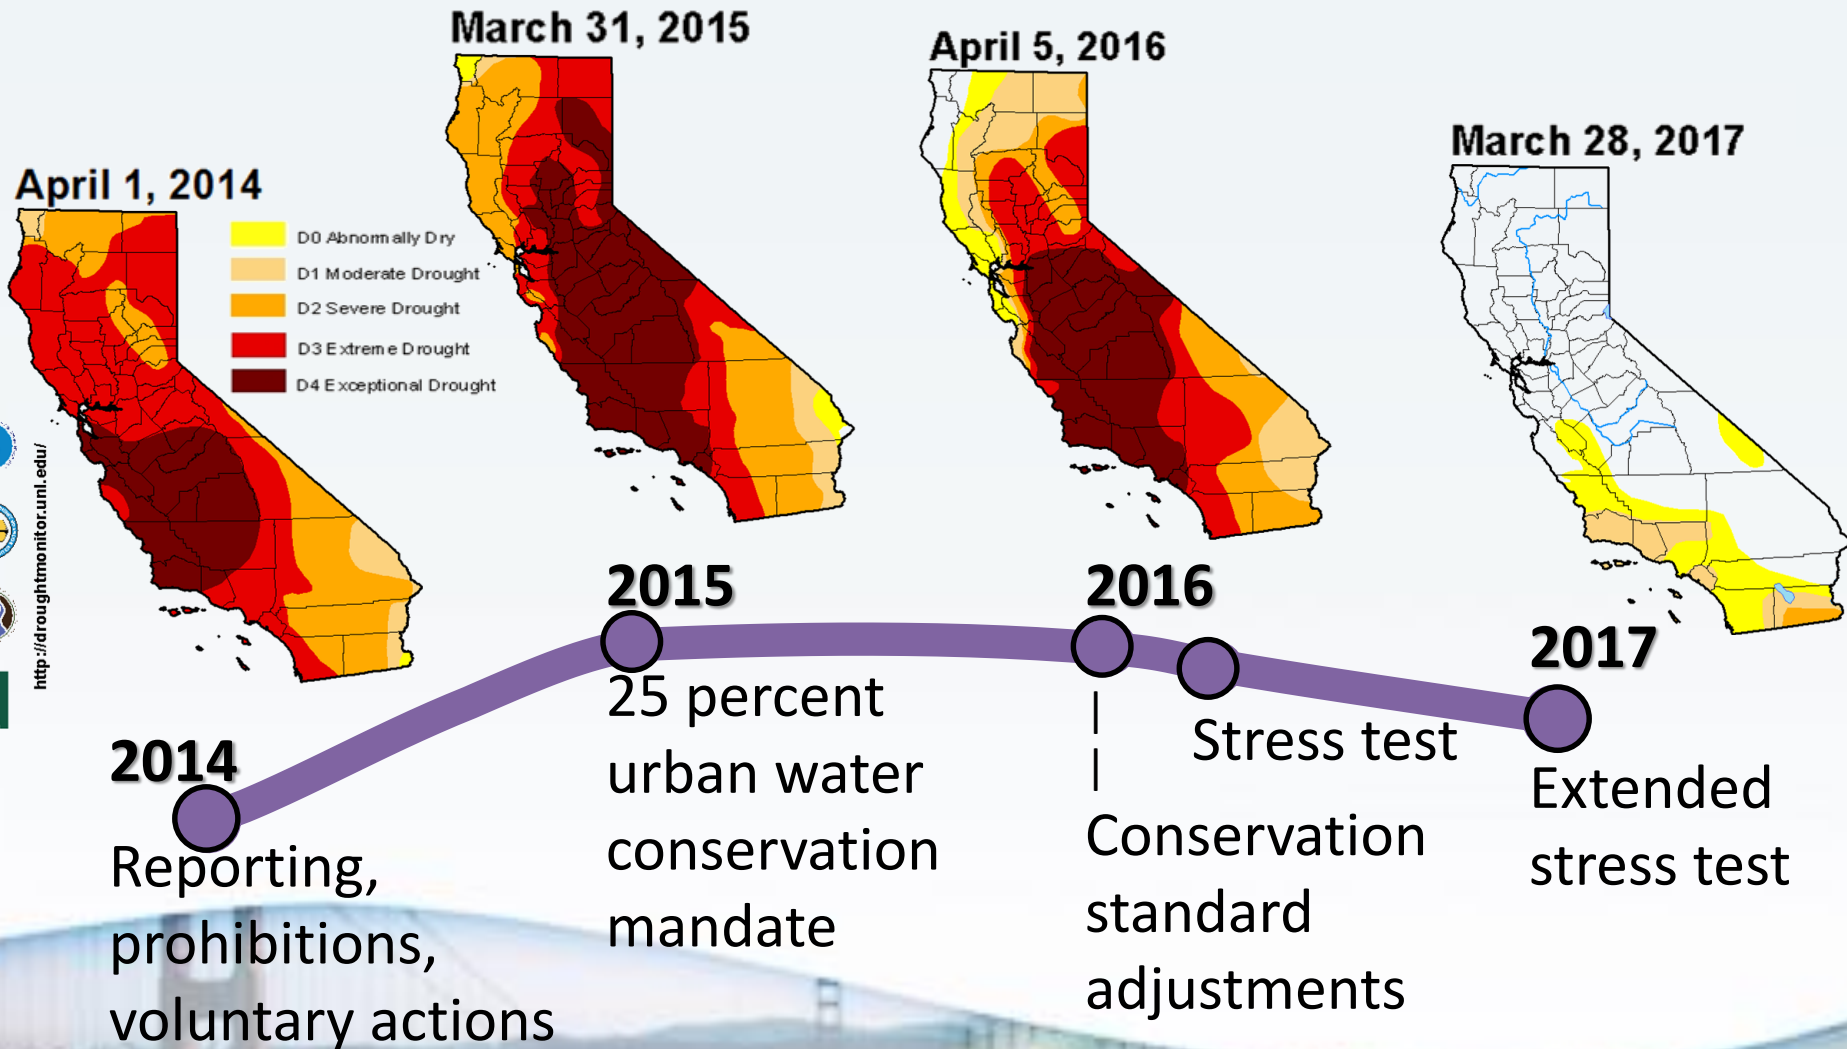 March 31, 2015
April 5, 2016
March 28, 2017
April 1, 2014
D0 Abnormally Dry
D1 Moderate Drought
D2 Severe Drought
D3 Extreme Drought
D4 Exceptional Drought
http://droughtmonitor.unl.edu/
2014
Reporting,
prohibitions,
voluntary actions
2015
25 percent
urban water
conservation
mandate
2016
Conservation
standard
adjustments
Stress test
2017
Extended
stress test